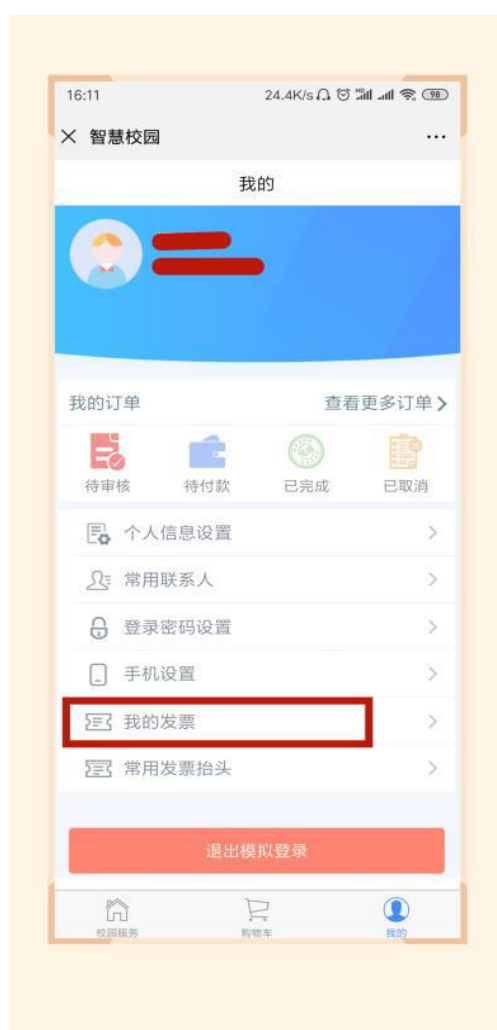 16:11 24.4K/s 98
智慧校园 ...
我的
我的订单 查看更多订单
待审核 待付款 已完成 已取消
个人信息设置
常用联系人
登录密码设置
手机设置
我的发票
常用发票抬头
退出模拟登录
校园服务 购物车 我的